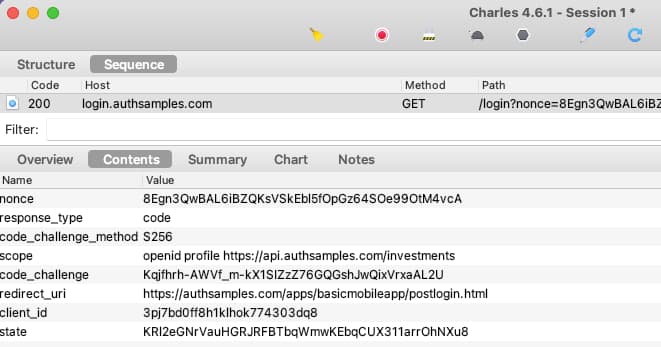 Charles 4.6.1 - Session 1 *
Structure Sequence
Code Host Method Path
200 login.authsamples.com GET /login?nonce=8Egn3QwBAL6iBZ
Filter:
Overview Contents Summary Chart Notes
Name Value
nonce 8Egn3QwBAL6iBZQKsVSkEbl5fOpGz64SOe99OtM4vcA
response_type code
code_challenge_method S256
scope openid profile https://api.authsamples.com/investments
code_challenge Kqjfhrh-AWVf_m-kX1SIZzZ76GQGshJwQixVrxaAL2U
redirect_uri https://authsamples.com/apps/basicmobileapp/postlogin.html
client_id 3pj7bd0ff8h1klhok774303dq8
state KRl2eGNrVauHGRJRFBTbqWmwKEbqCUX311arrOhNXu8